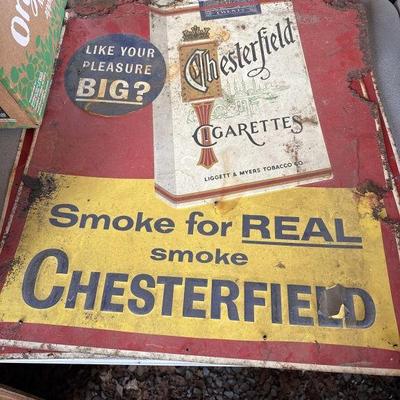 LIKE YOUR
PLEASURE
BIG?
Chesterfield
CIGARETTES
LIGGETT & MYERS TOBACCO CO.
Smoke for REAL
smoke
CHESTERFIELD